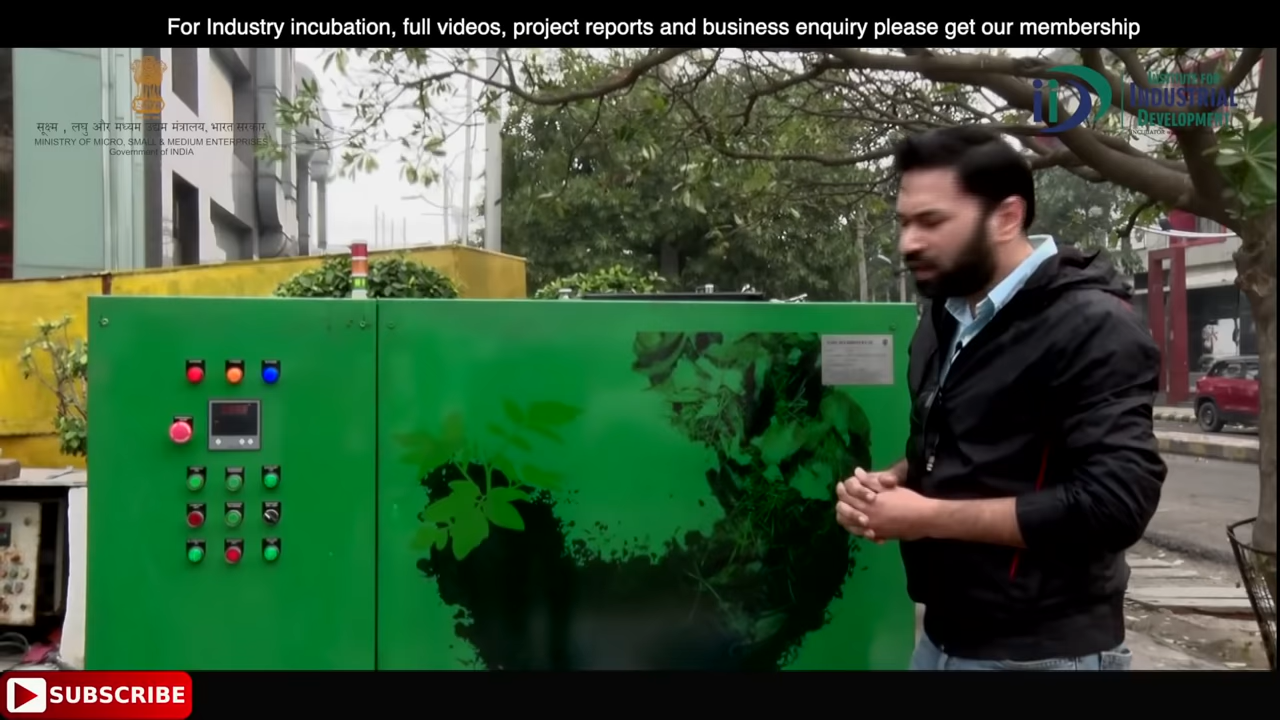 For Industry incubation, full videos, project reports and business enquiry please get our membership
सूक्ष्म , लघु और मध्यम उद्यम मंत्रालय, भारत सरकार
MINISTRY OF MICRO, SMALL & MEDIUM ENTERPRISES
Government of INDIA
iID
INSTITUTE FOR
INDUSTRIAL
DEVELOPMENT
SUBSCRIBE